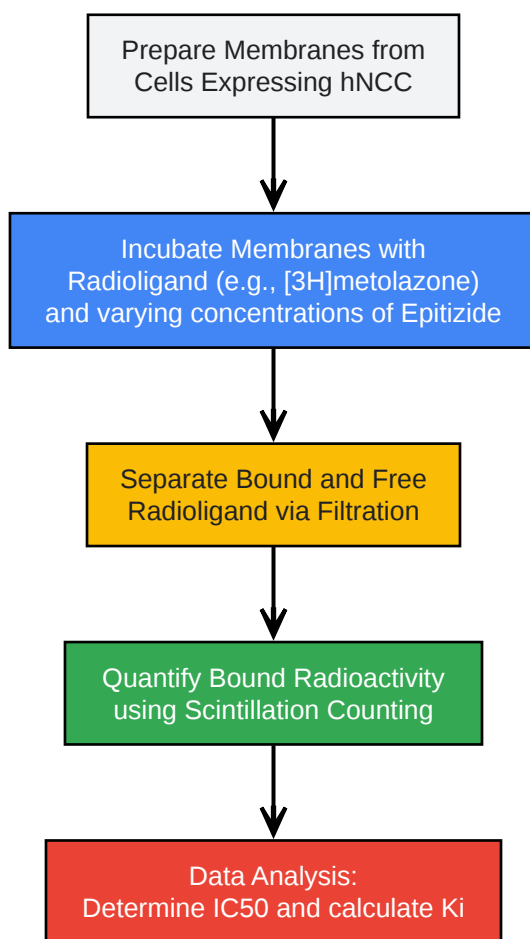 Prepare Membranes from
Cells Expressing hNCC
Incubate Membranes with
Radioligand (e.g., [3H]metolazone)
and varying concentrations of Epitizide
Separate Bound and Free
Radioligand via Filtration
Quantify Bound Radioactivity
using Scintillation Counting
Data Analysis:
Determine IC50 and calculate Ki